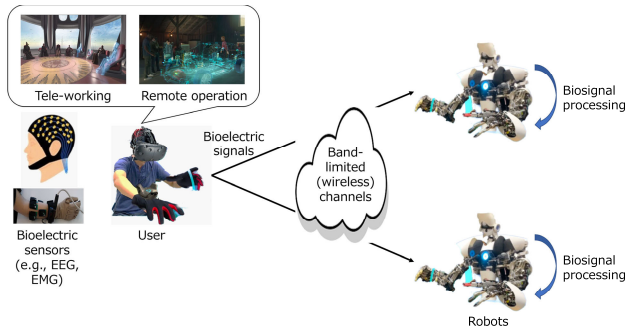 Tele-working
Remote operation
Bioelectric
signals
Band-
limited
(wireless)
channels
Biosignal
processing
Bioelectric
sensors
(e.g., EEG,
EMG)
User
Biosignal
processing
Robots